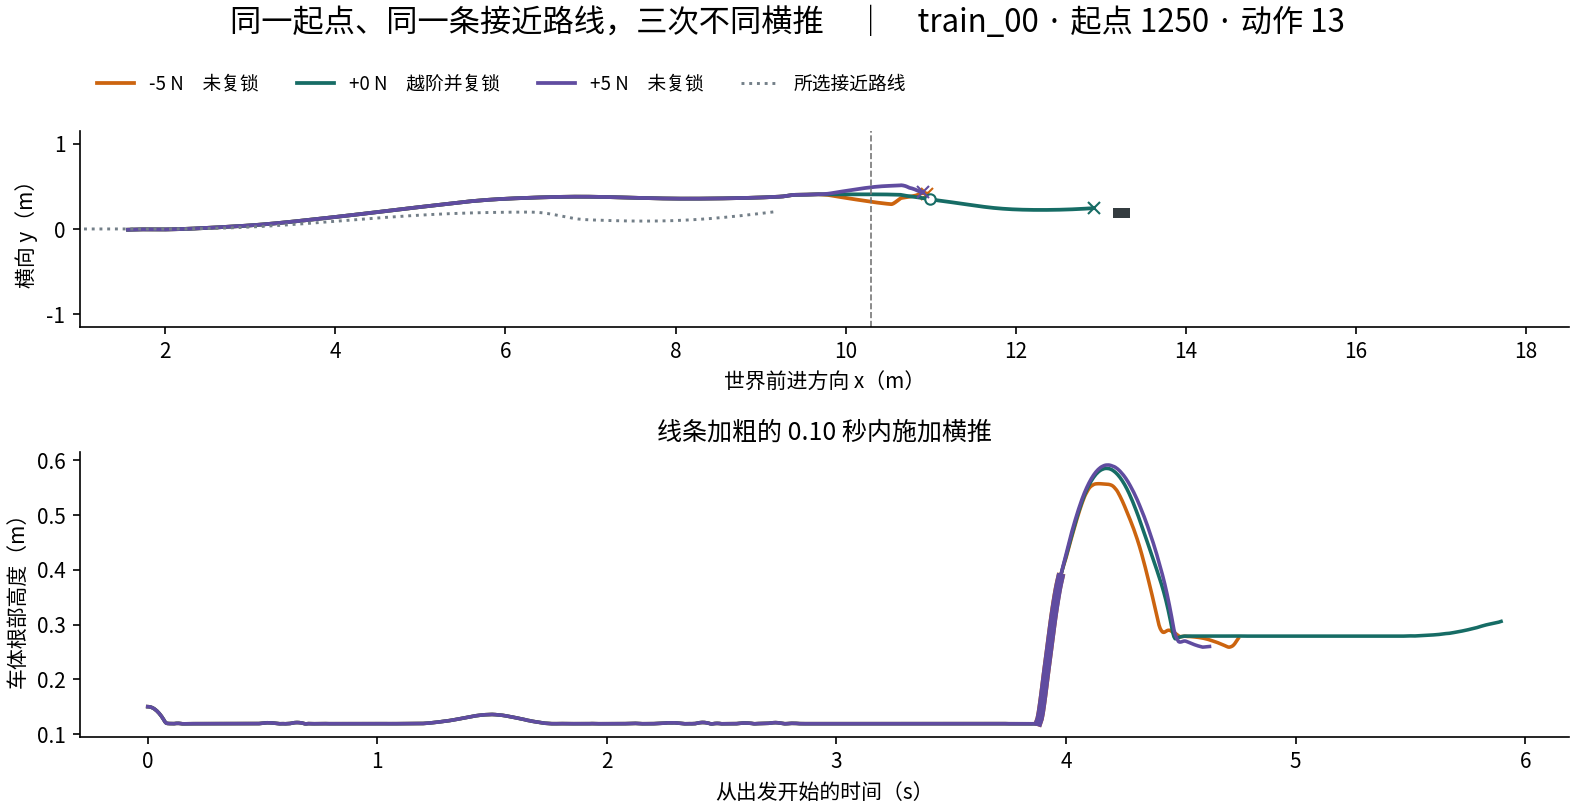 同一起点、同一条接近路线，三次不同横推 ｜ train_00 · 起点 1250 · 动作 13
-5 N 未复锁 +0 N 越阶并复锁 +5 N 未复锁 所选接近路线
横向 y（m）
1
0
-1
2 4 6 8 10 12 14 16 18
世界前进方向 x（m）
线条加粗的 0.10 秒内施加横推
车体根部高度（m）
0.6
0.5
0.4
0.3
0.2
0.1
0 1 2 3 4 5 6
从出发开始的时间（s）